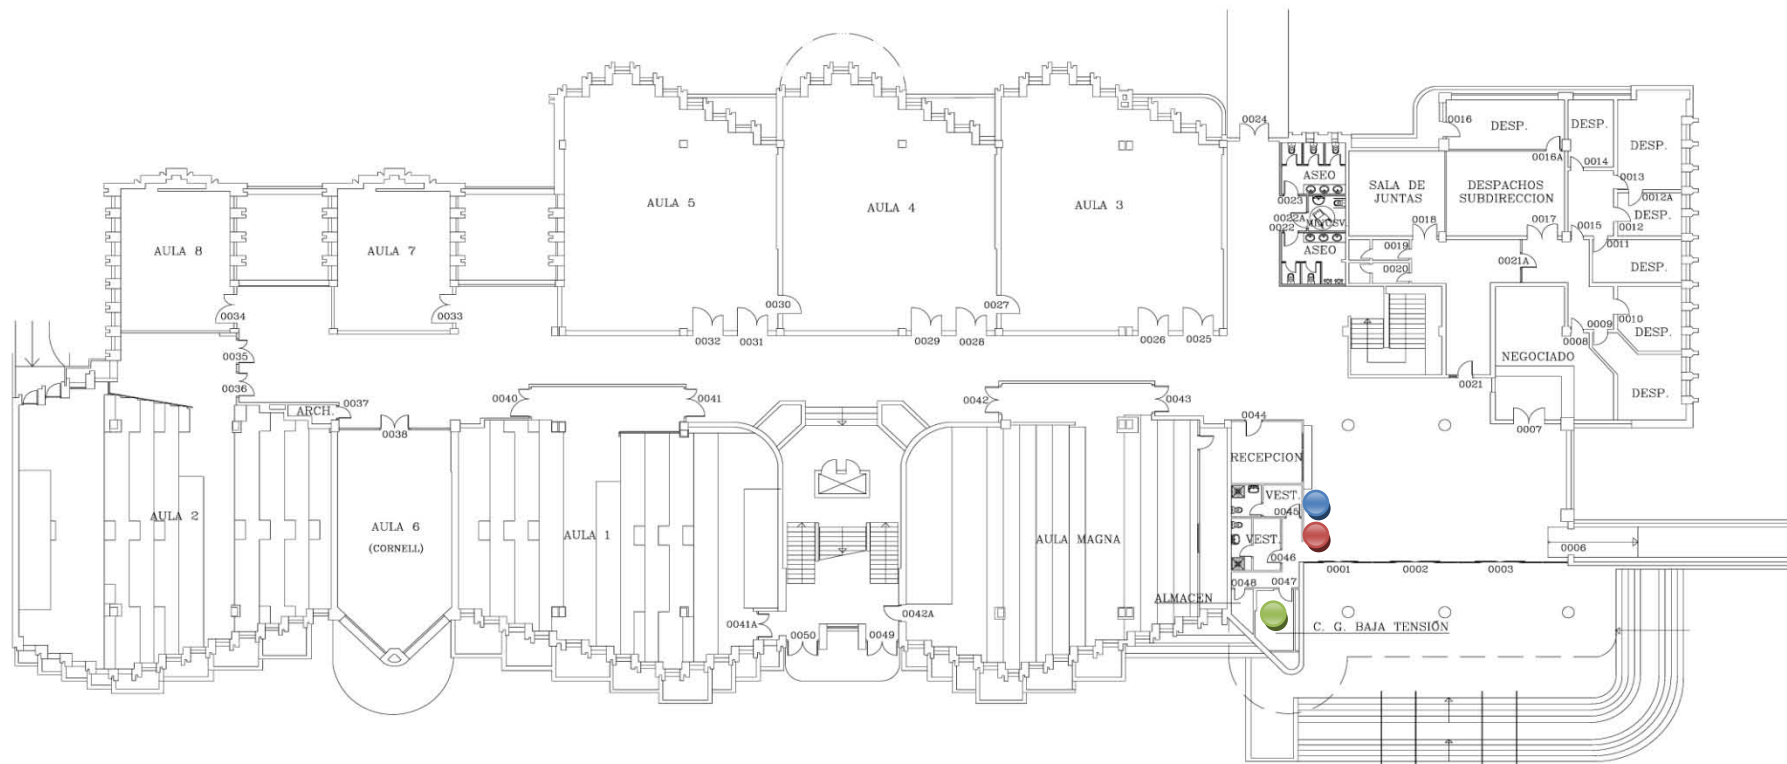 0024
0016
DESP.
DESP.
DESP.
0016A
0014
ASEO
SALA DE
JUNTAS
DESPACHOS
SUBDIRECCION
0013
0012A
AULA 5
AULA 4
AULA 3
0023
0022A
0022
DESP.
0018
0017
0015
0012
AULA 8
AULA 7
ASEO
0019
0011
0020
0021A
DESP.
0030
0027
0034
0033
0010
0009
DESP.
0032
0031
0029
0028
0026
0025
0008
0035
NEGOCIADO
0036
0021
DESP.
0040
0041
0042
0043
ARCH.
0037
0038
0044
0007
RECEPCION
VEST.
0045
AULA 2
AULA 6
(CORNELL)
AULA 1
AULA MAGNA
VEST.
0046
0006
0001
0002
0003
0048
0047
ALMACEN
0041A
0042A
C. G. BAJA TENSIÓN
0050
0049